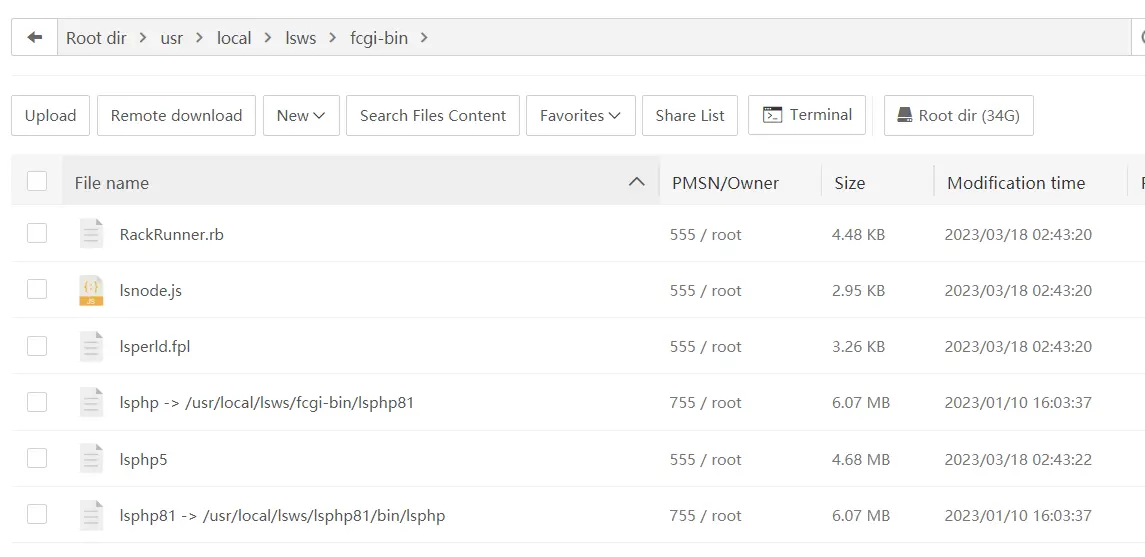 Root dir > usr > local > lsws > fcgi-bin >
Upload Remote download New Search Files Content Favorites Share List Terminal Root dir (34G)
File name PMSN/Owner Size Modification time
RackRunner.rb 555 / root 4.48 KB 2023/03/18 02:43:20
{:} JS lsnode.js 555 / root 2.95 KB 2023/03/18 02:43:20
lsperld.fpl 555 / root 3.26 KB 2023/03/18 02:43:20
lsphp -> /usr/local/lsws/fcgi-bin/lsphp81 755 / root 6.07 MB 2023/01/10 16:03:37
lsphp5 555 / root 4.68 MB 2023/03/18 02:43:22
lsphp81 -> /usr/local/lsws/lsphp81/bin/lsphp 755 / root 6.07 MB 2023/01/10 16:03:37